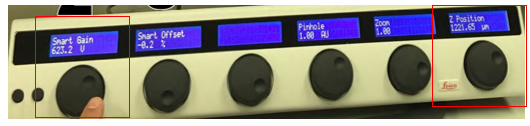 Smart Gain
623.2 V
Smart Offset
-0.2 %
Pinhole
1.00 AU
Zoom
1.00
Z Position
1221.65 µm
Leica